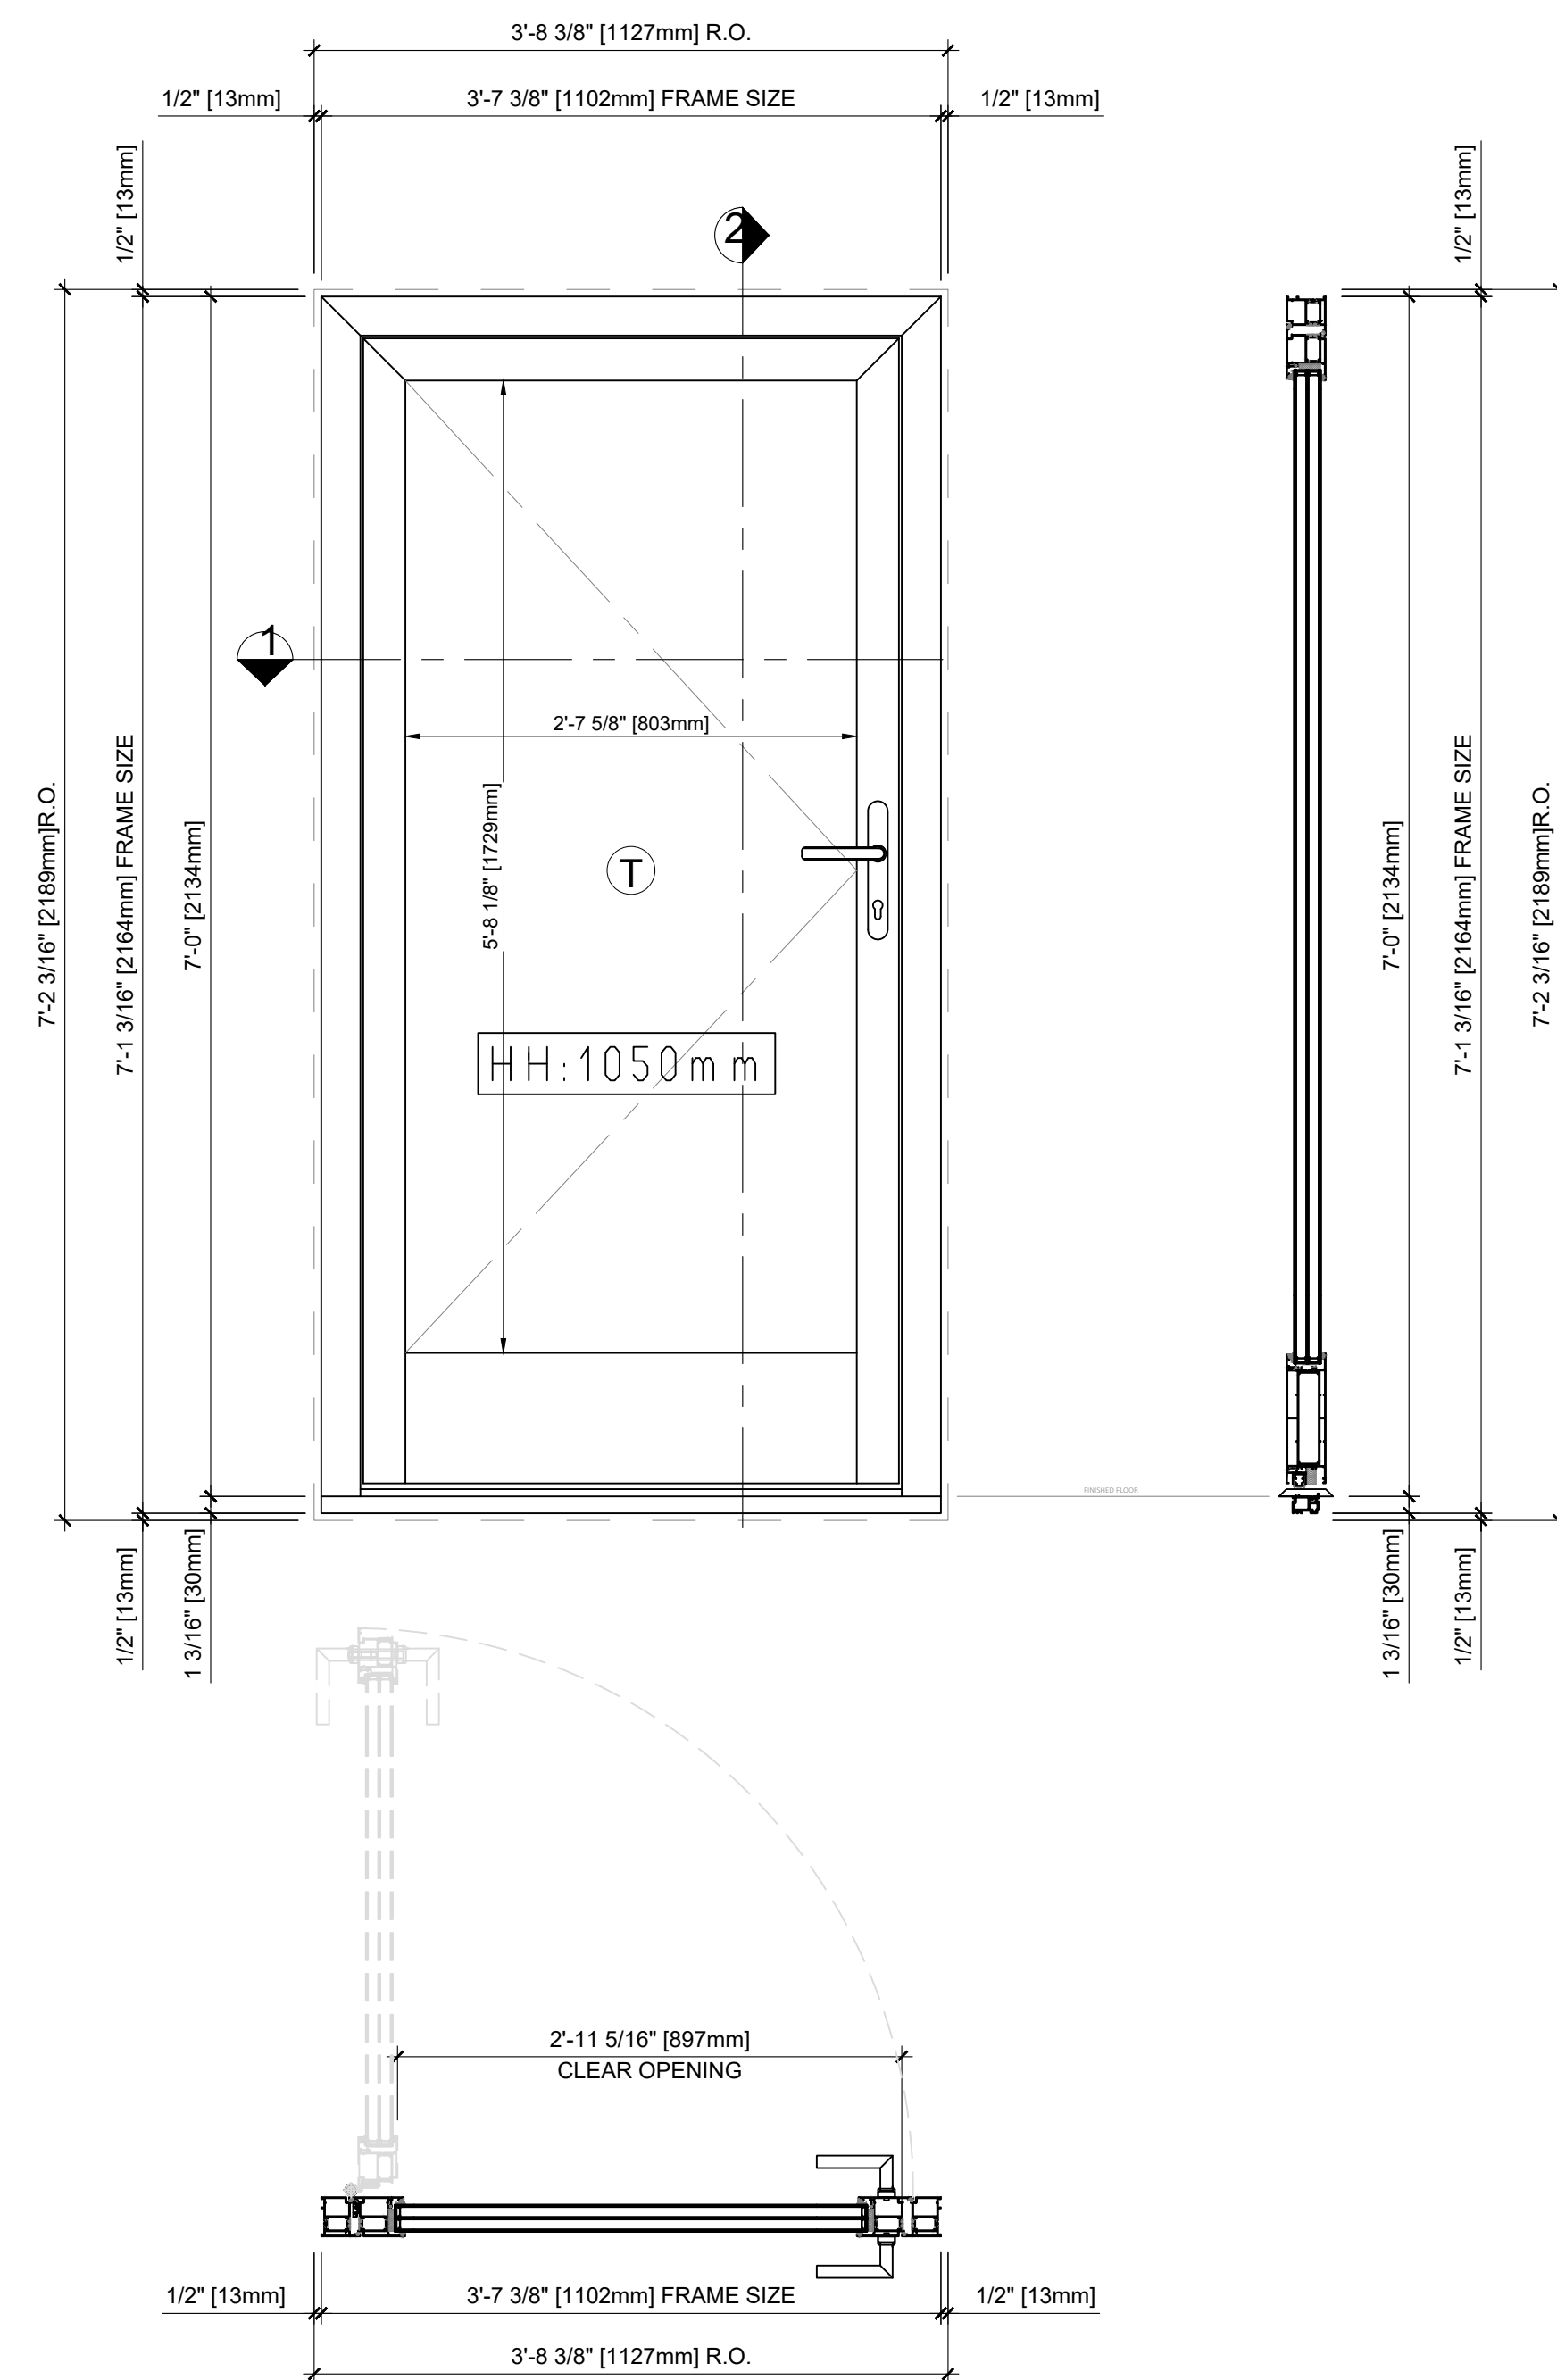 3'-8 3/8" [1127mm] R.O.
1/2" [13mm]
3'-7 3/8" [1102mm] FRAME SIZE
1/2" [13mm]
1/2" [13mm]
1/2" [13mm]
2
1
7'-2 3/16" [2189mm]R.O.
7'-1 3/16" [2164mm] FRAME SIZE
7'-0" [2134mm]
2'-7 5/8" [803mm]
5'-8 1/8" [1729mm]
T
HH:1050mm
7'-0" [2134mm]
7'-1 3/16" [2164mm] FRAME SIZE
7'-2 3/16" [2189mm]R.O.
FINISHED FLOOR
1/2" [13mm]
1 3/16" [30mm]
1 3/16" [30mm]
1/2" [13mm]
2'-11 5/16" [897mm]
CLEAR OPENING
1/2" [13mm]
3'-7 3/8" [1102mm] FRAME SIZE
1/2" [13mm]
3'-8 3/8" [1127mm] R.O.